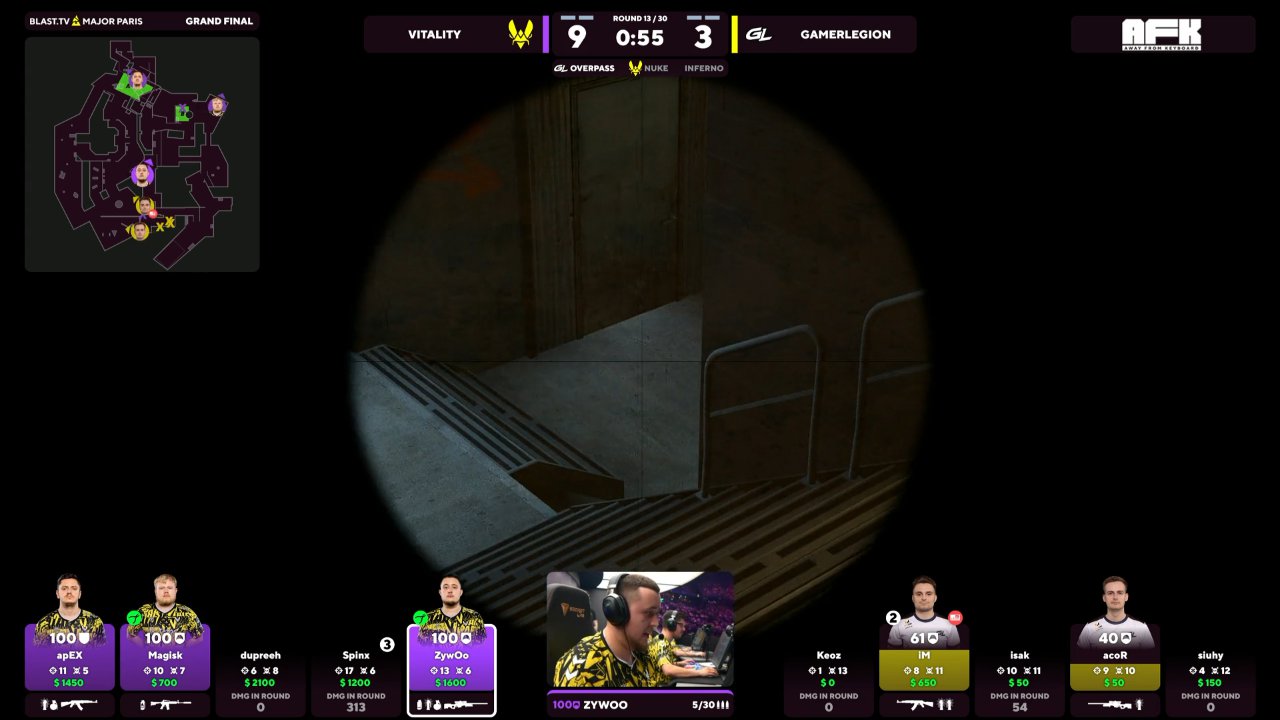 BLAST.TV MAJOR PARIS GRAND FINAL
VITALITY 9 ROUND 13 / 30 0:55 3 GL GAMERLEGION
GL OVERPASS NUKE INFERNO
AFK
AWAY FROM KEYBOARD
100 apEX 11 5 $ 1450
100 Magisk 10 7 $ 700
dupreeh 6 8 $ 2100 DMG IN ROUND 0
3 Spinx 17 6 $ 1200 DMG IN ROUND 313
100 ZywOo 13 6 $ 1600
100 ZYWOO 5/30
Keoz 1 13 $ 0 DMG IN ROUND 0
2 61 iM 8 11 $ 650
isak 10 11 $ 50 DMG IN ROUND 54
40 acoR 9 10 $ 50
siuhy 4 12 $ 150 DMG IN ROUND 0